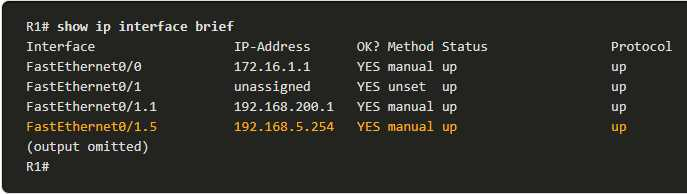 R1# show ip interface brief
Interface IP-Address OK? Method Status Protocol
FastEthernet0/0 172.16.1.1 YES manual up up
FastEthernet0/1 unassigned YES unset up up
FastEthernet0/1.1 192.168.200.1 YES manual up up
FastEthernet0/1.5 192.168.5.254 YES manual up up
(output omitted)
R1#